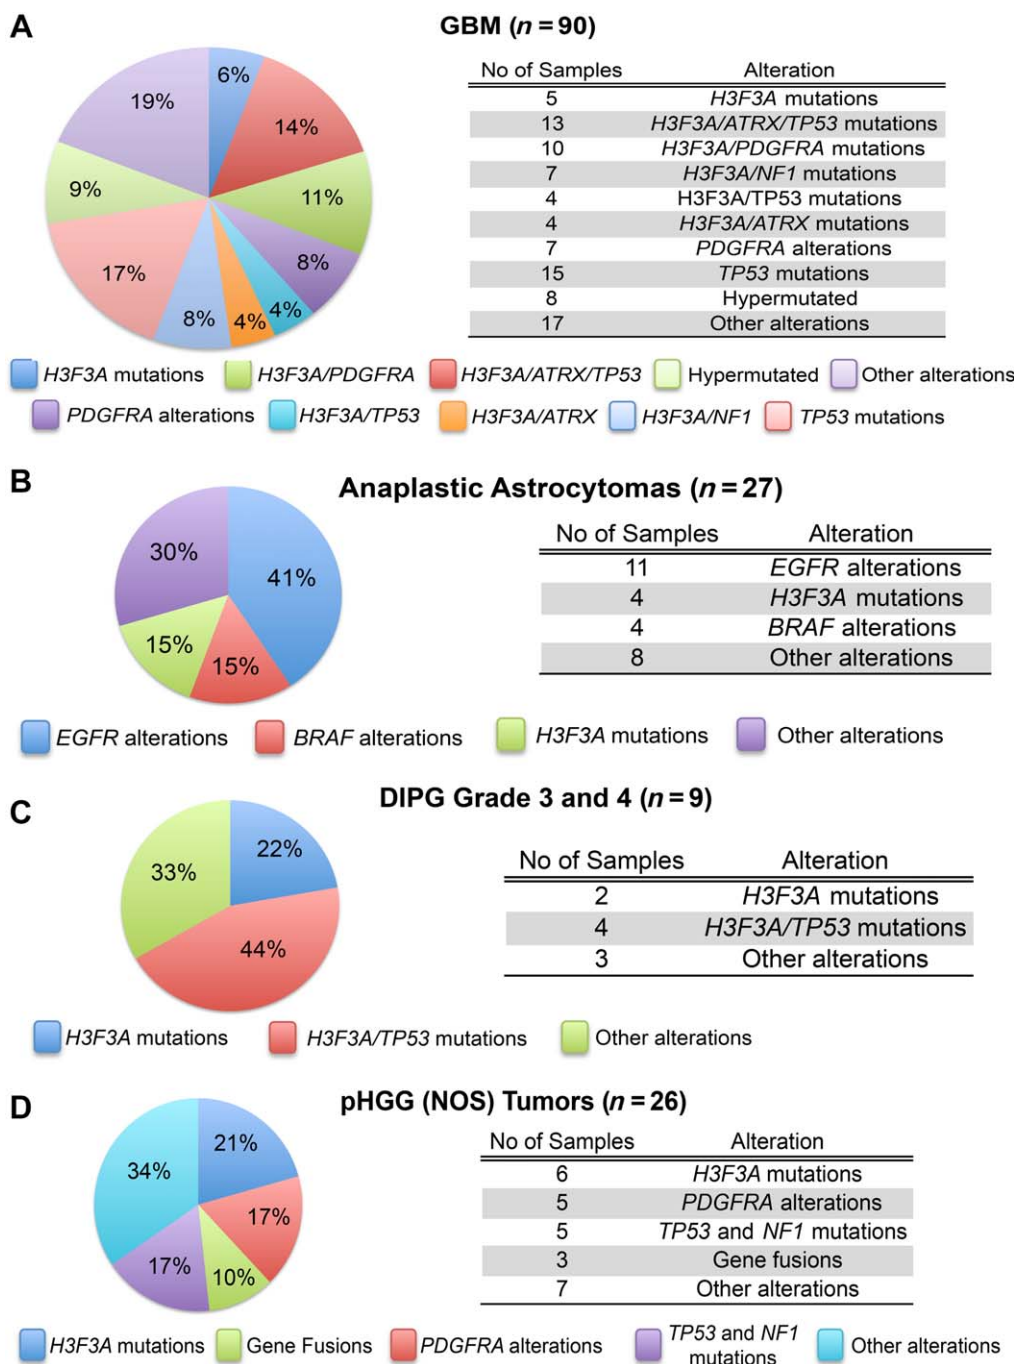 A
GBM (n = 90)
6%
14%
11%
8%
4%
4%
8%
17%
9%
19%
No of Samples Alteration
5 H3F3A mutations
13 H3F3A/ATRX/TP53 mutations
10 H3F3A/PDGFRA mutations
7 H3F3A/NF1 mutations
4 H3F3A/TP53 mutations
4 H3F3A/ATRX mutations
7 PDGFRA alterations
15 TP53 mutations
8 Hypermutated
17 Other alterations
H3F3A mutations H3F3A/PDGFRA H3F3A/ATRX/TP53 Hypermutated Other alterations
PDGFRA alterations H3F3A/TP53 H3F3A/ATRX H3F3A/NF1 TP53 mutations
B
Anaplastic Astrocytomas (n = 27)
30%
41%
15%
15%
No of Samples Alteration
11 EGFR alterations
4 H3F3A mutations
4 BRAF alterations
8 Other alterations
EGFR alterations BRAF alterations H3F3A mutations Other alterations
C
DIPG Grade 3 and 4 (n = 9)
33%
22%
44%
No of Samples Alteration
2 H3F3A mutations
4 H3F3A/TP53 mutations
3 Other alterations
H3F3A mutations H3F3A/TP53 mutations Other alterations
D
pHGG (NOS) Tumors (n = 26)
34%
21%
17%
17%
10%
No of Samples Alteration
6 H3F3A mutations
5 PDGFRA alterations
5 TP53 and NF1 mutations
3 Gene fusions
7 Other alterations
H3F3A mutations Gene Fusions PDGFRA alterations TP53 and NF1 mutations Other alterations